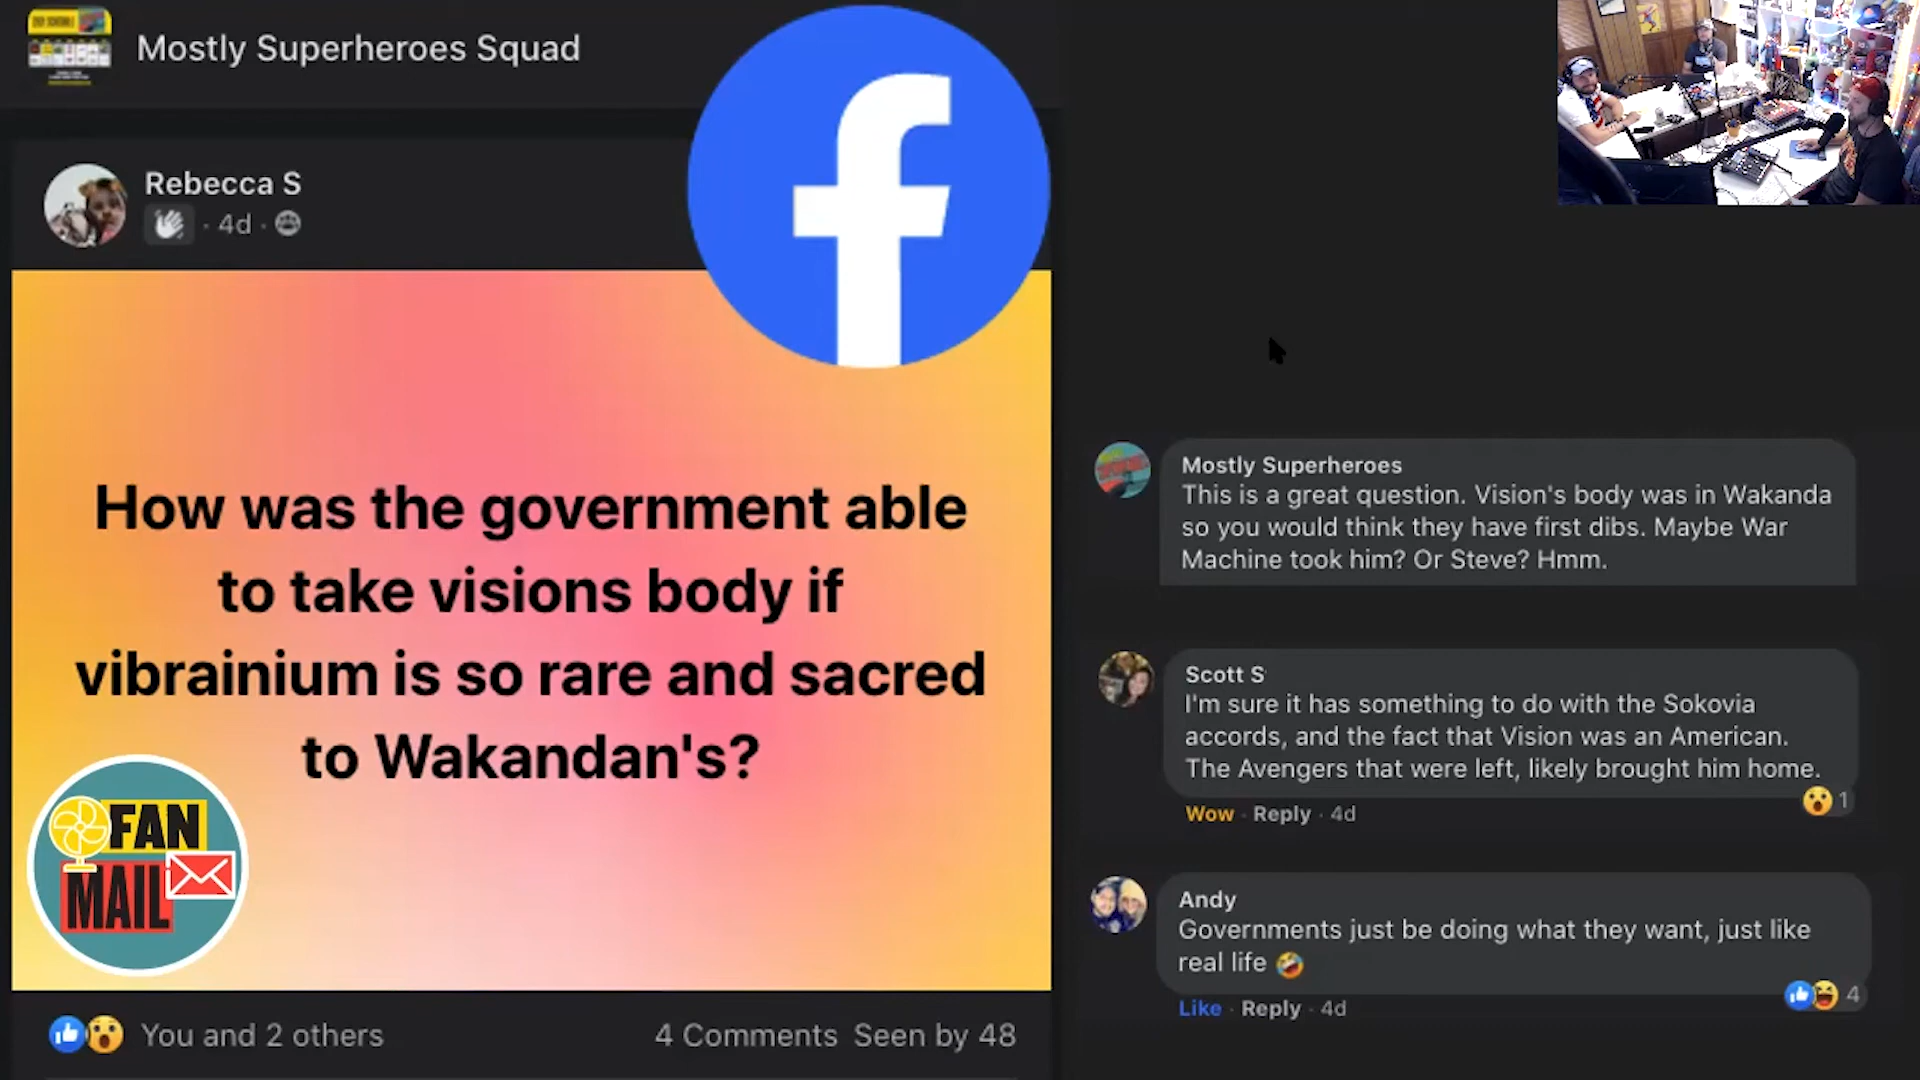 Mostly Superheroes Squad
Rebecca S
· 4d ·
How was the government able
to take visions body if
vibrainium is so rare and sacred
to Wakandan's?
FAN
MAIL
You and 2 others
4 Comments Seen by 48
Mostly Superheroes
This is a great question. Vision's body was in Wakanda
so you would think they have first dibs. Maybe War
Machine took him? Or Steve? Hmm.
Scott S
I'm sure it has something to do with the Sokovia
accords, and the fact that Vision was an American.
The Avengers that were left, likely brought him home.
1
Wow · Reply · 4d
Andy
Governments just be doing what they want, just like
real life 🤣
4
Like · Reply · 4d